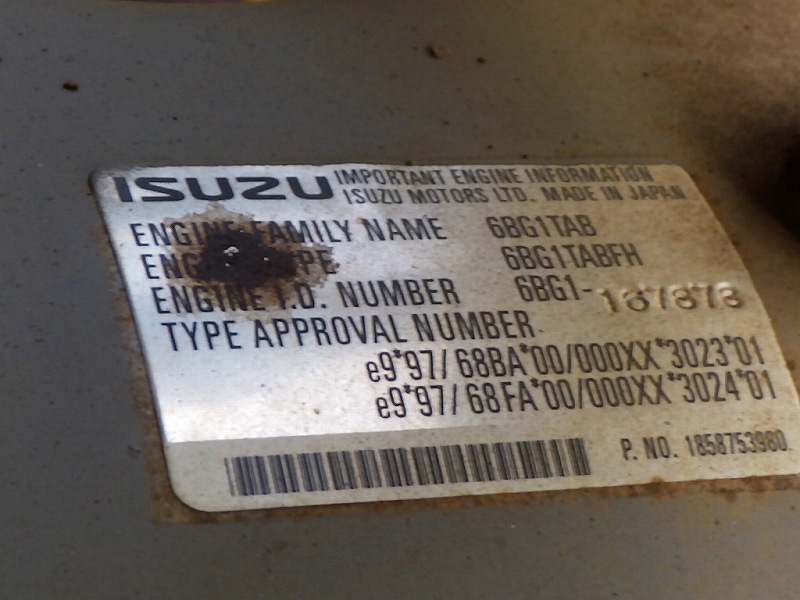 ISUZU IMPORTANT ENGINE INFORMATION
ISUZU MOTORS LTD. MADE IN JAPAN
ENGINE FAMILY NAME 6BG1TAB
6BG1TABFH
ENGINE I.D. NUMBER 6BG1-
TYPE APPROVAL NUMBER
e9*97/68BA*00/000XX*3023*01
e9*97/68FA*00/000XX*3024*01
P. NO. 1858753980